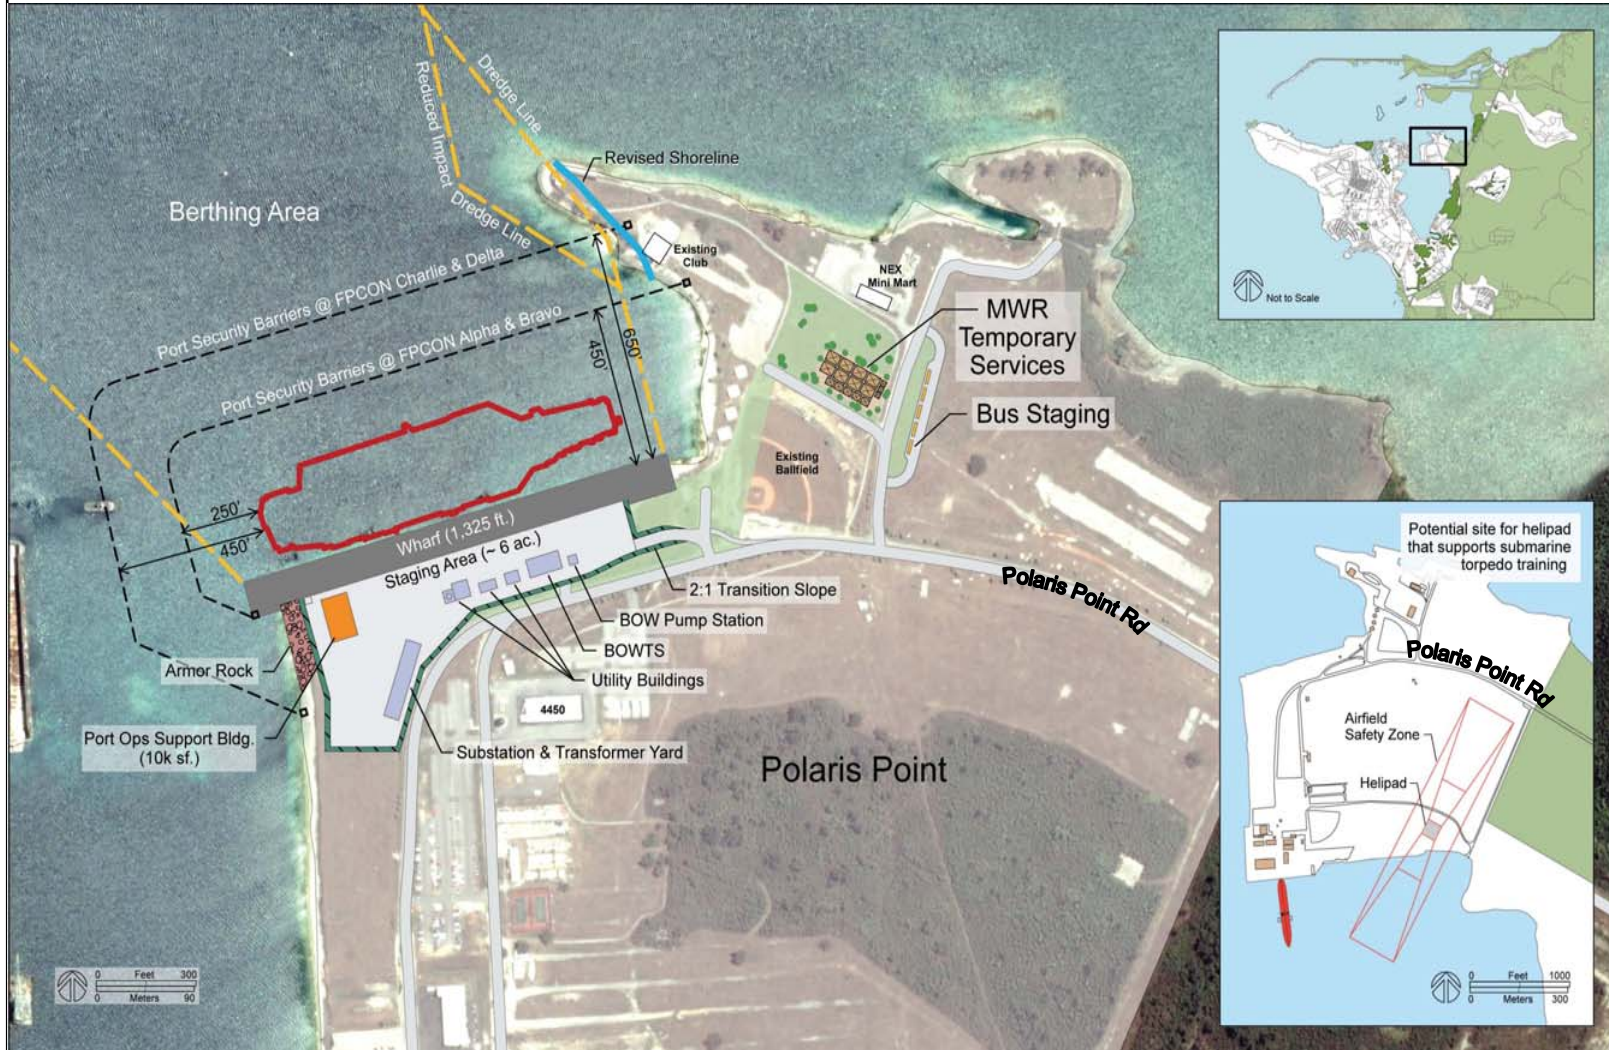 Dredge Line
Reduced Impact
Dredge Line
Revised Shoreline
Berthing Area
Existing
Club
Port Security Barriers @ FPCON Charlie & Delta
Port Security Barriers @ FPCON Alpha & Bravo
650'
450'
NEX
Mini Mart
MWR
Temporary
Services
Bus Staging
Existing
Ballfield
250'
450'
Wharf (1,325 ft.)
Staging Area (~ 6 ac.)
2:1 Transition Slope
BOW Pump Station
BOWTS
Utility Buildings
Armor Rock
Port Ops Support Bldg.
(10k sf.)
4450
Substation & Transformer Yard
Polaris Point Rd
Polaris Point
0 Feet 300
0 Meters 90
Not to Scale
Potential site for helipad
that supports submarine
torpedo training
Polaris Point Rd
Airfield
Safety Zone
Helipad
0 Feet 1000
0 Meters 300